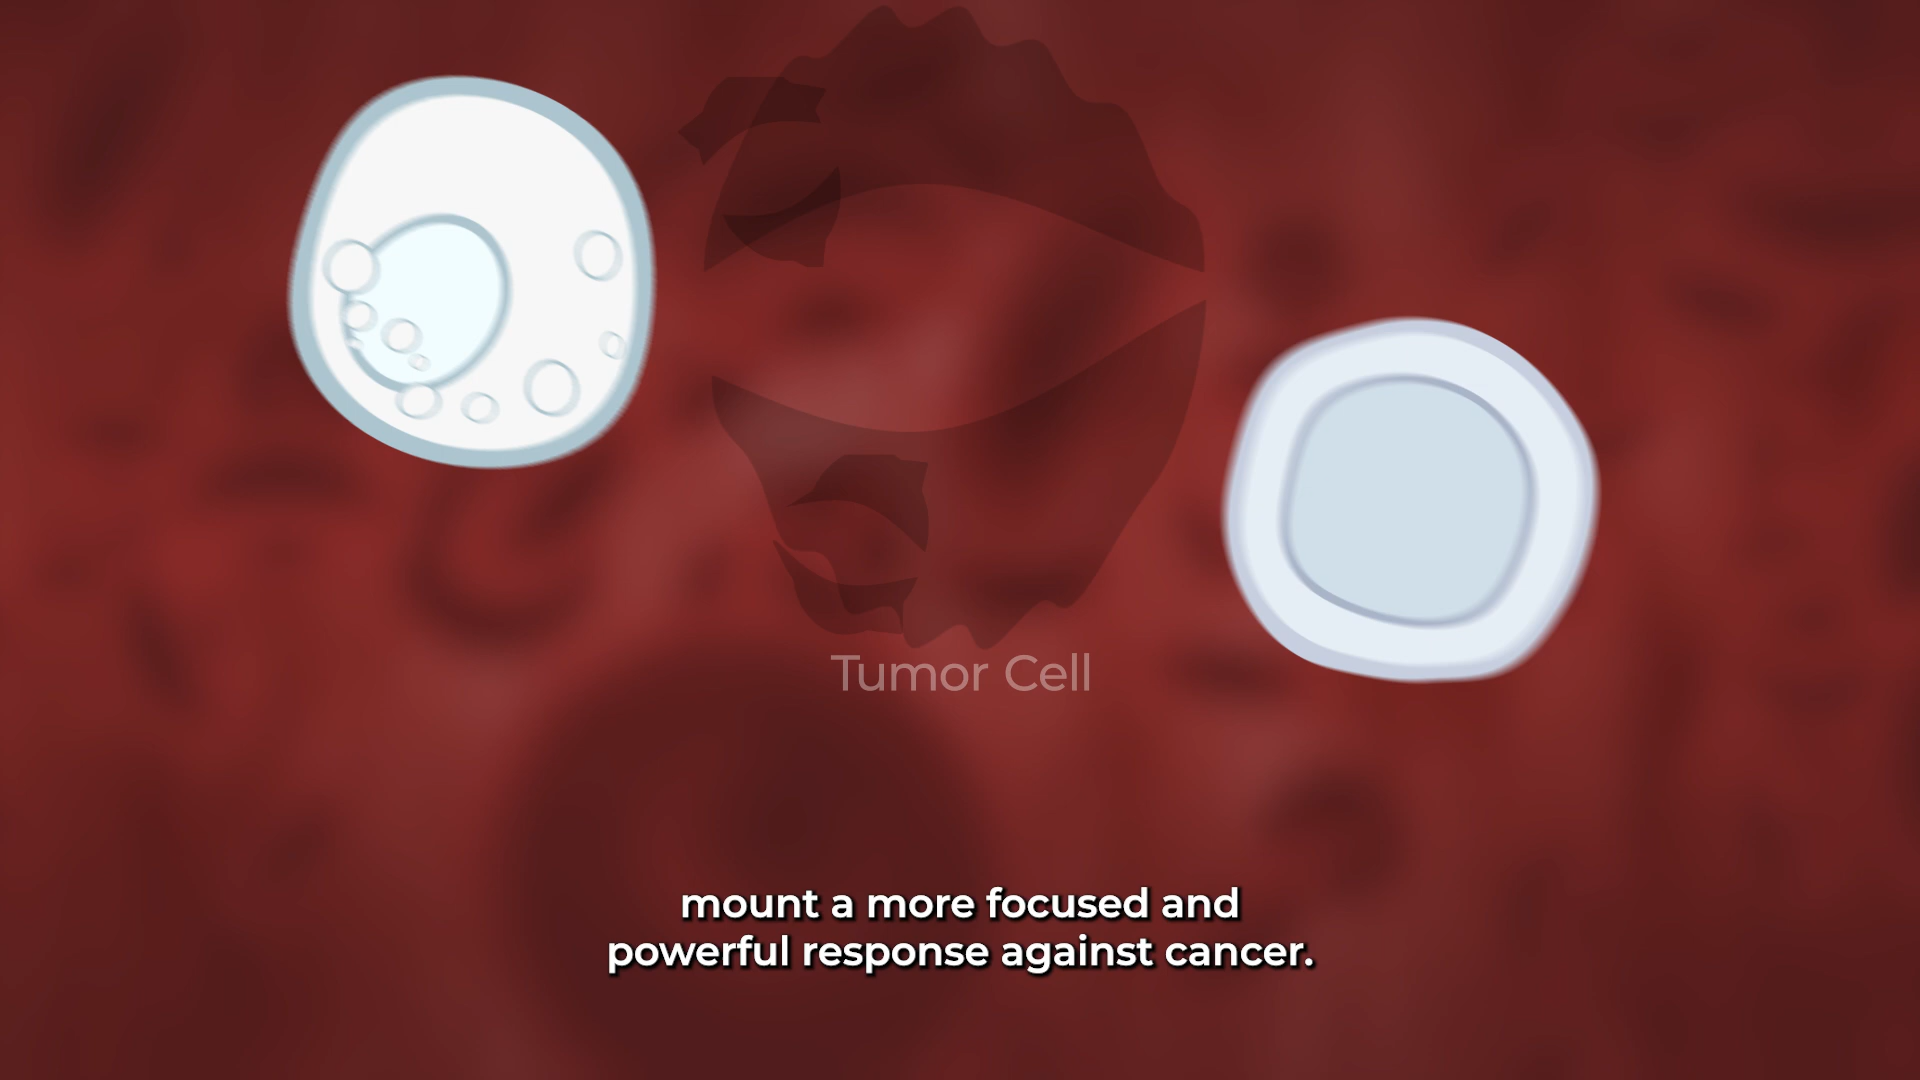 Tumor Cell
mount a more focused and
powerful response against cancer.